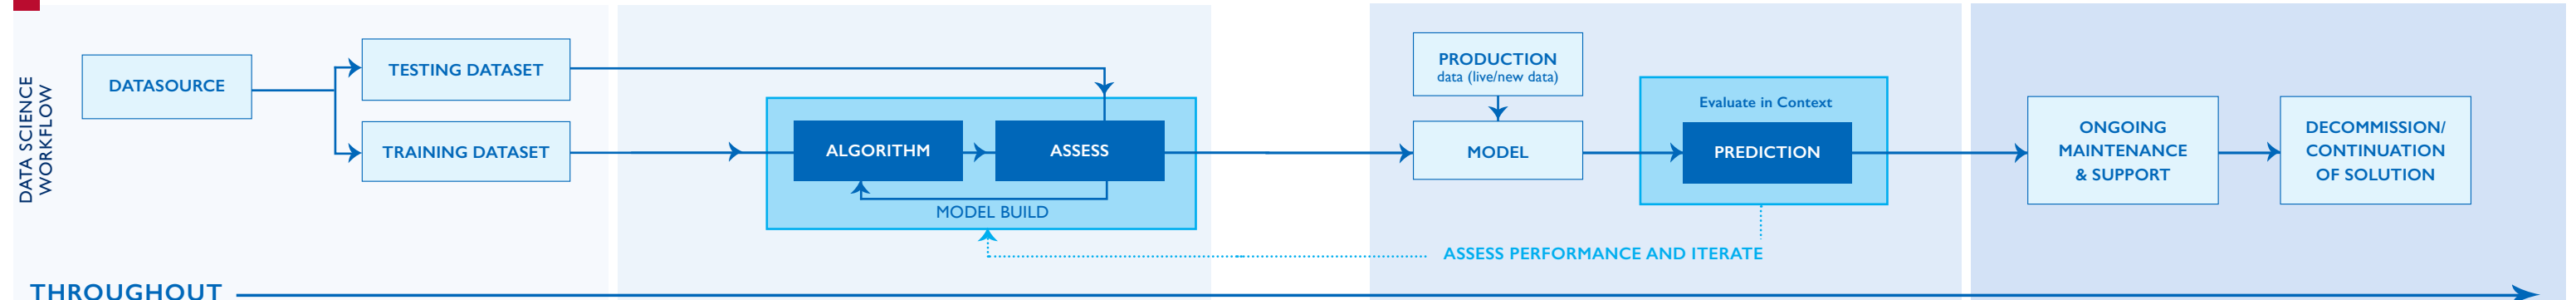 DATA SCIENCE
WORKFLOW
DATASOURCE
TESTING DATASET
TRAINING DATASET
ALGORITHM
ASSESS
MODEL BUILD
PRODUCTION
data (live/new data)
MODEL
Evaluate in Context
PREDICTION
ASSESS PERFORMANCE AND ITERATE
ONGOING
MAINTENANCE
& SUPPORT
DECOMMISSION/
CONTINUATION
OF SOLUTION
THROUGHOUT